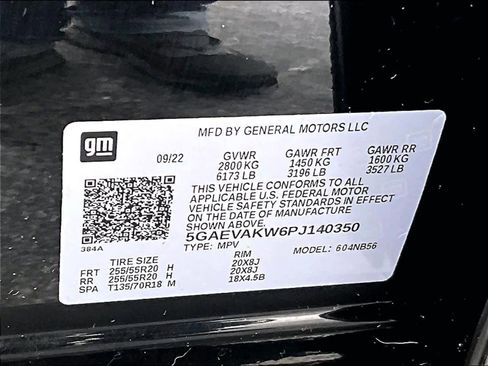 gm
MFD BY GENERAL MOTORS LLC
09/22 GVWR GAWR FRT GAWR RR
2800 KG 1450 KG 1600 KG
6173 LB 3196 LB 3527 LB
THIS VEHICLE CONFORMS TO ALL
APPLICABLE U.S. FEDERAL MOTOR
VEHICLE SAFETY STANDARDS IN EFFECT
ON THE DATE OF MANUFACTURE
SHOWN ABOVE.
384A
5GAEVAKW6PJ140350
TYPE: MPV MODEL: 604NB56
TIRE SIZE RIM
FRT 255/55R20 H 20X8J
RR 255/55R20 H 20X8J
SPA T135/70R18 M 18X4.5B